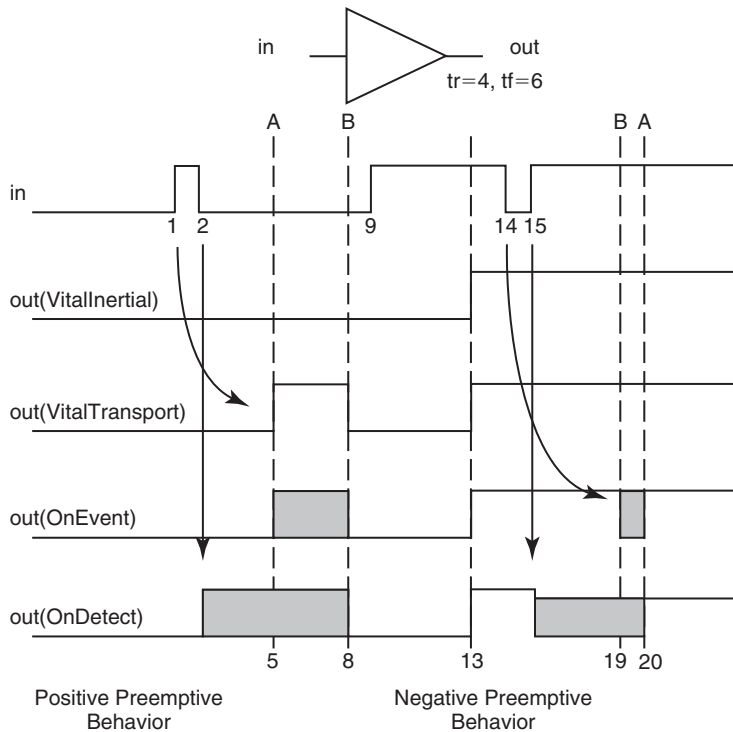 in
out
tr=4, tf=6
A
B
B
A
in
1
2
9
14
15
out(VitalInertial)
out(VitalTransport)
out(OnEvent)
out(OnDetect)
5
8
13
19
20
Positive Preemptive
Behavior
Negative Preemptive
Behavior